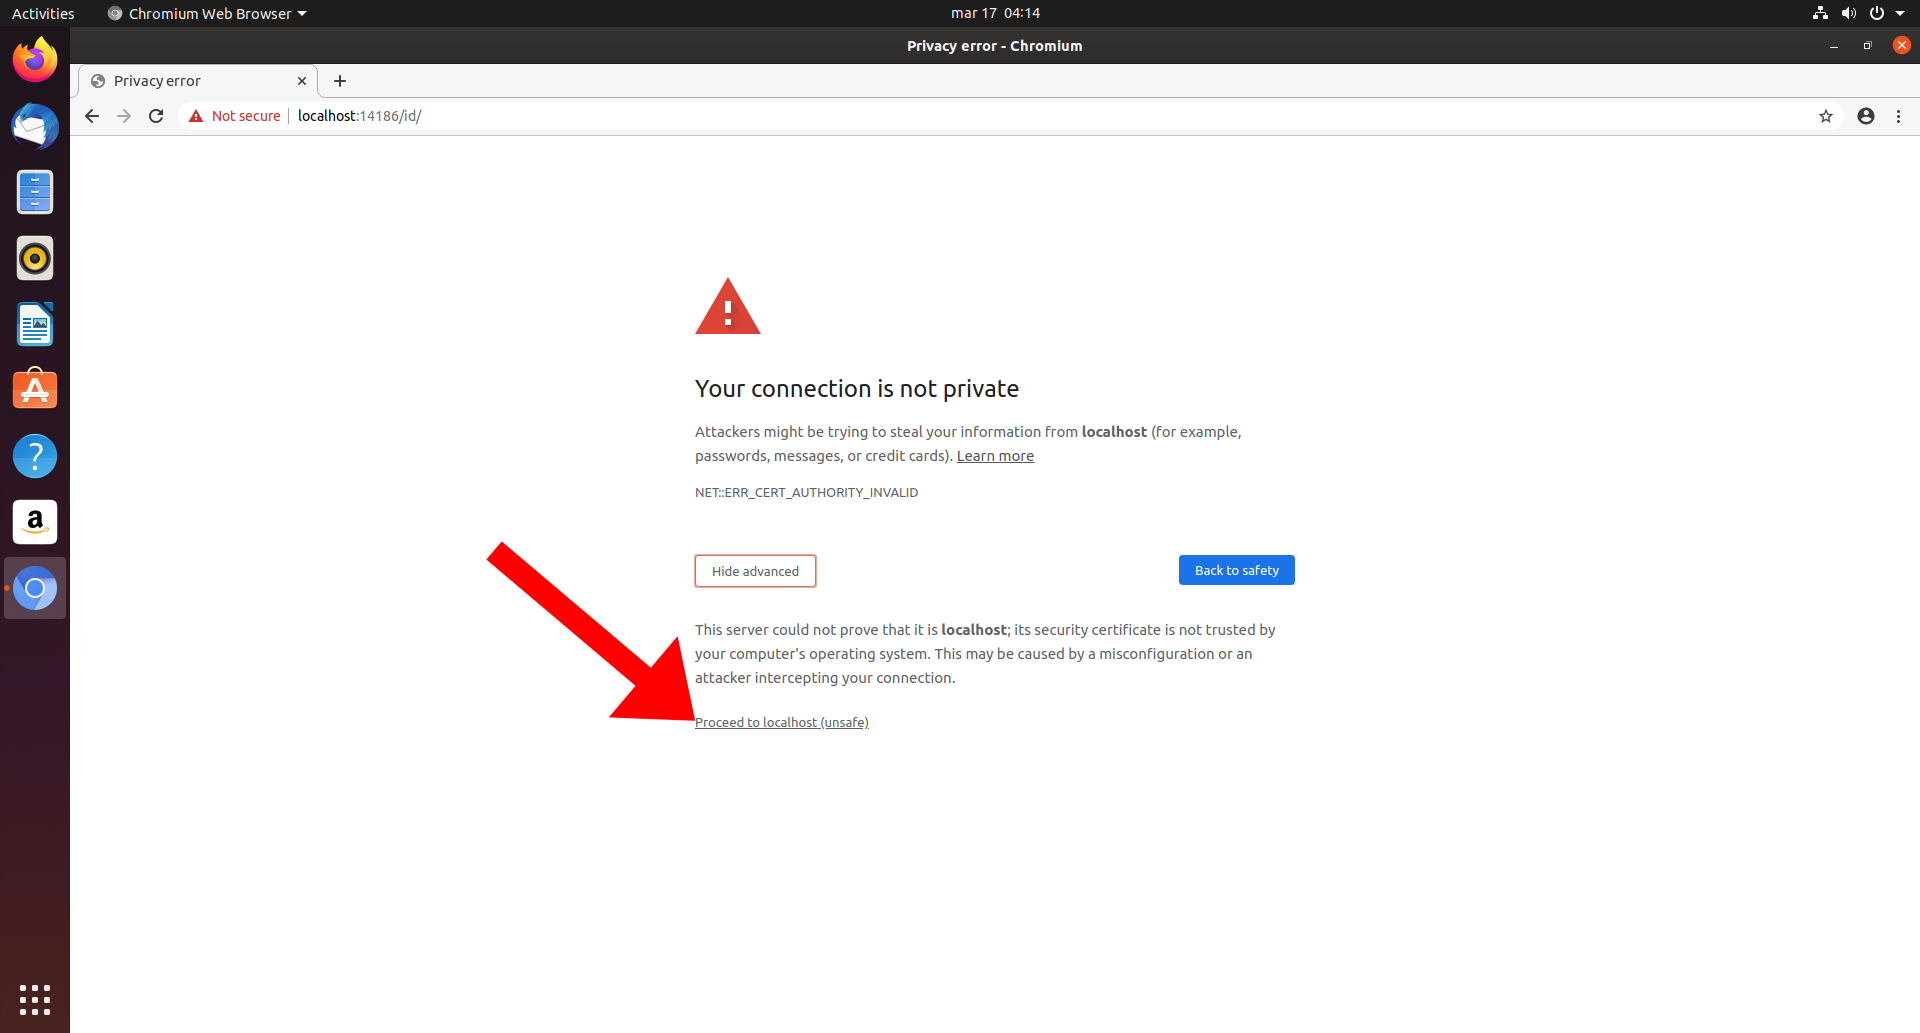 Activities
Chromium Web Browser
mar 17 04:14
Privacy error - Chromium
Privacy error
Not secure
localhost:14186/id/
Your connection is not private
Attackers might be trying to steal your information from localhost (for example,
passwords, messages, or credit cards). Learn more
NET::ERR_CERT_AUTHORITY_INVALID
Hide advanced
Back to safety
This server could not prove that it is localhost; its security certificate is not trusted by
your computer's operating system. This may be caused by a misconfiguration or an
attacker intercepting your connection.
Proceed to localhost (unsafe)